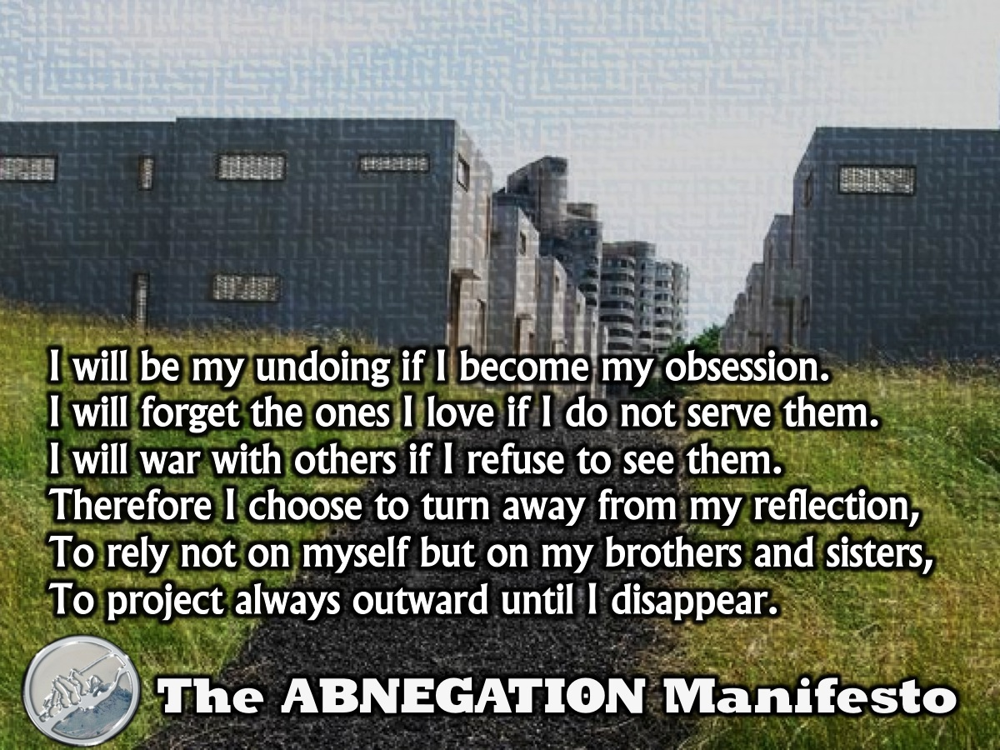 I will be my undoing if I become my obsession.
I will forget the ones I love if I do not serve them.
I will war with others if I refuse to see them.
Therefore I choose to turn away from my reflection,
To rely not on myself but on my brothers and sisters,
To project always outward until I disappear.
The ABNEGATION Manifesto